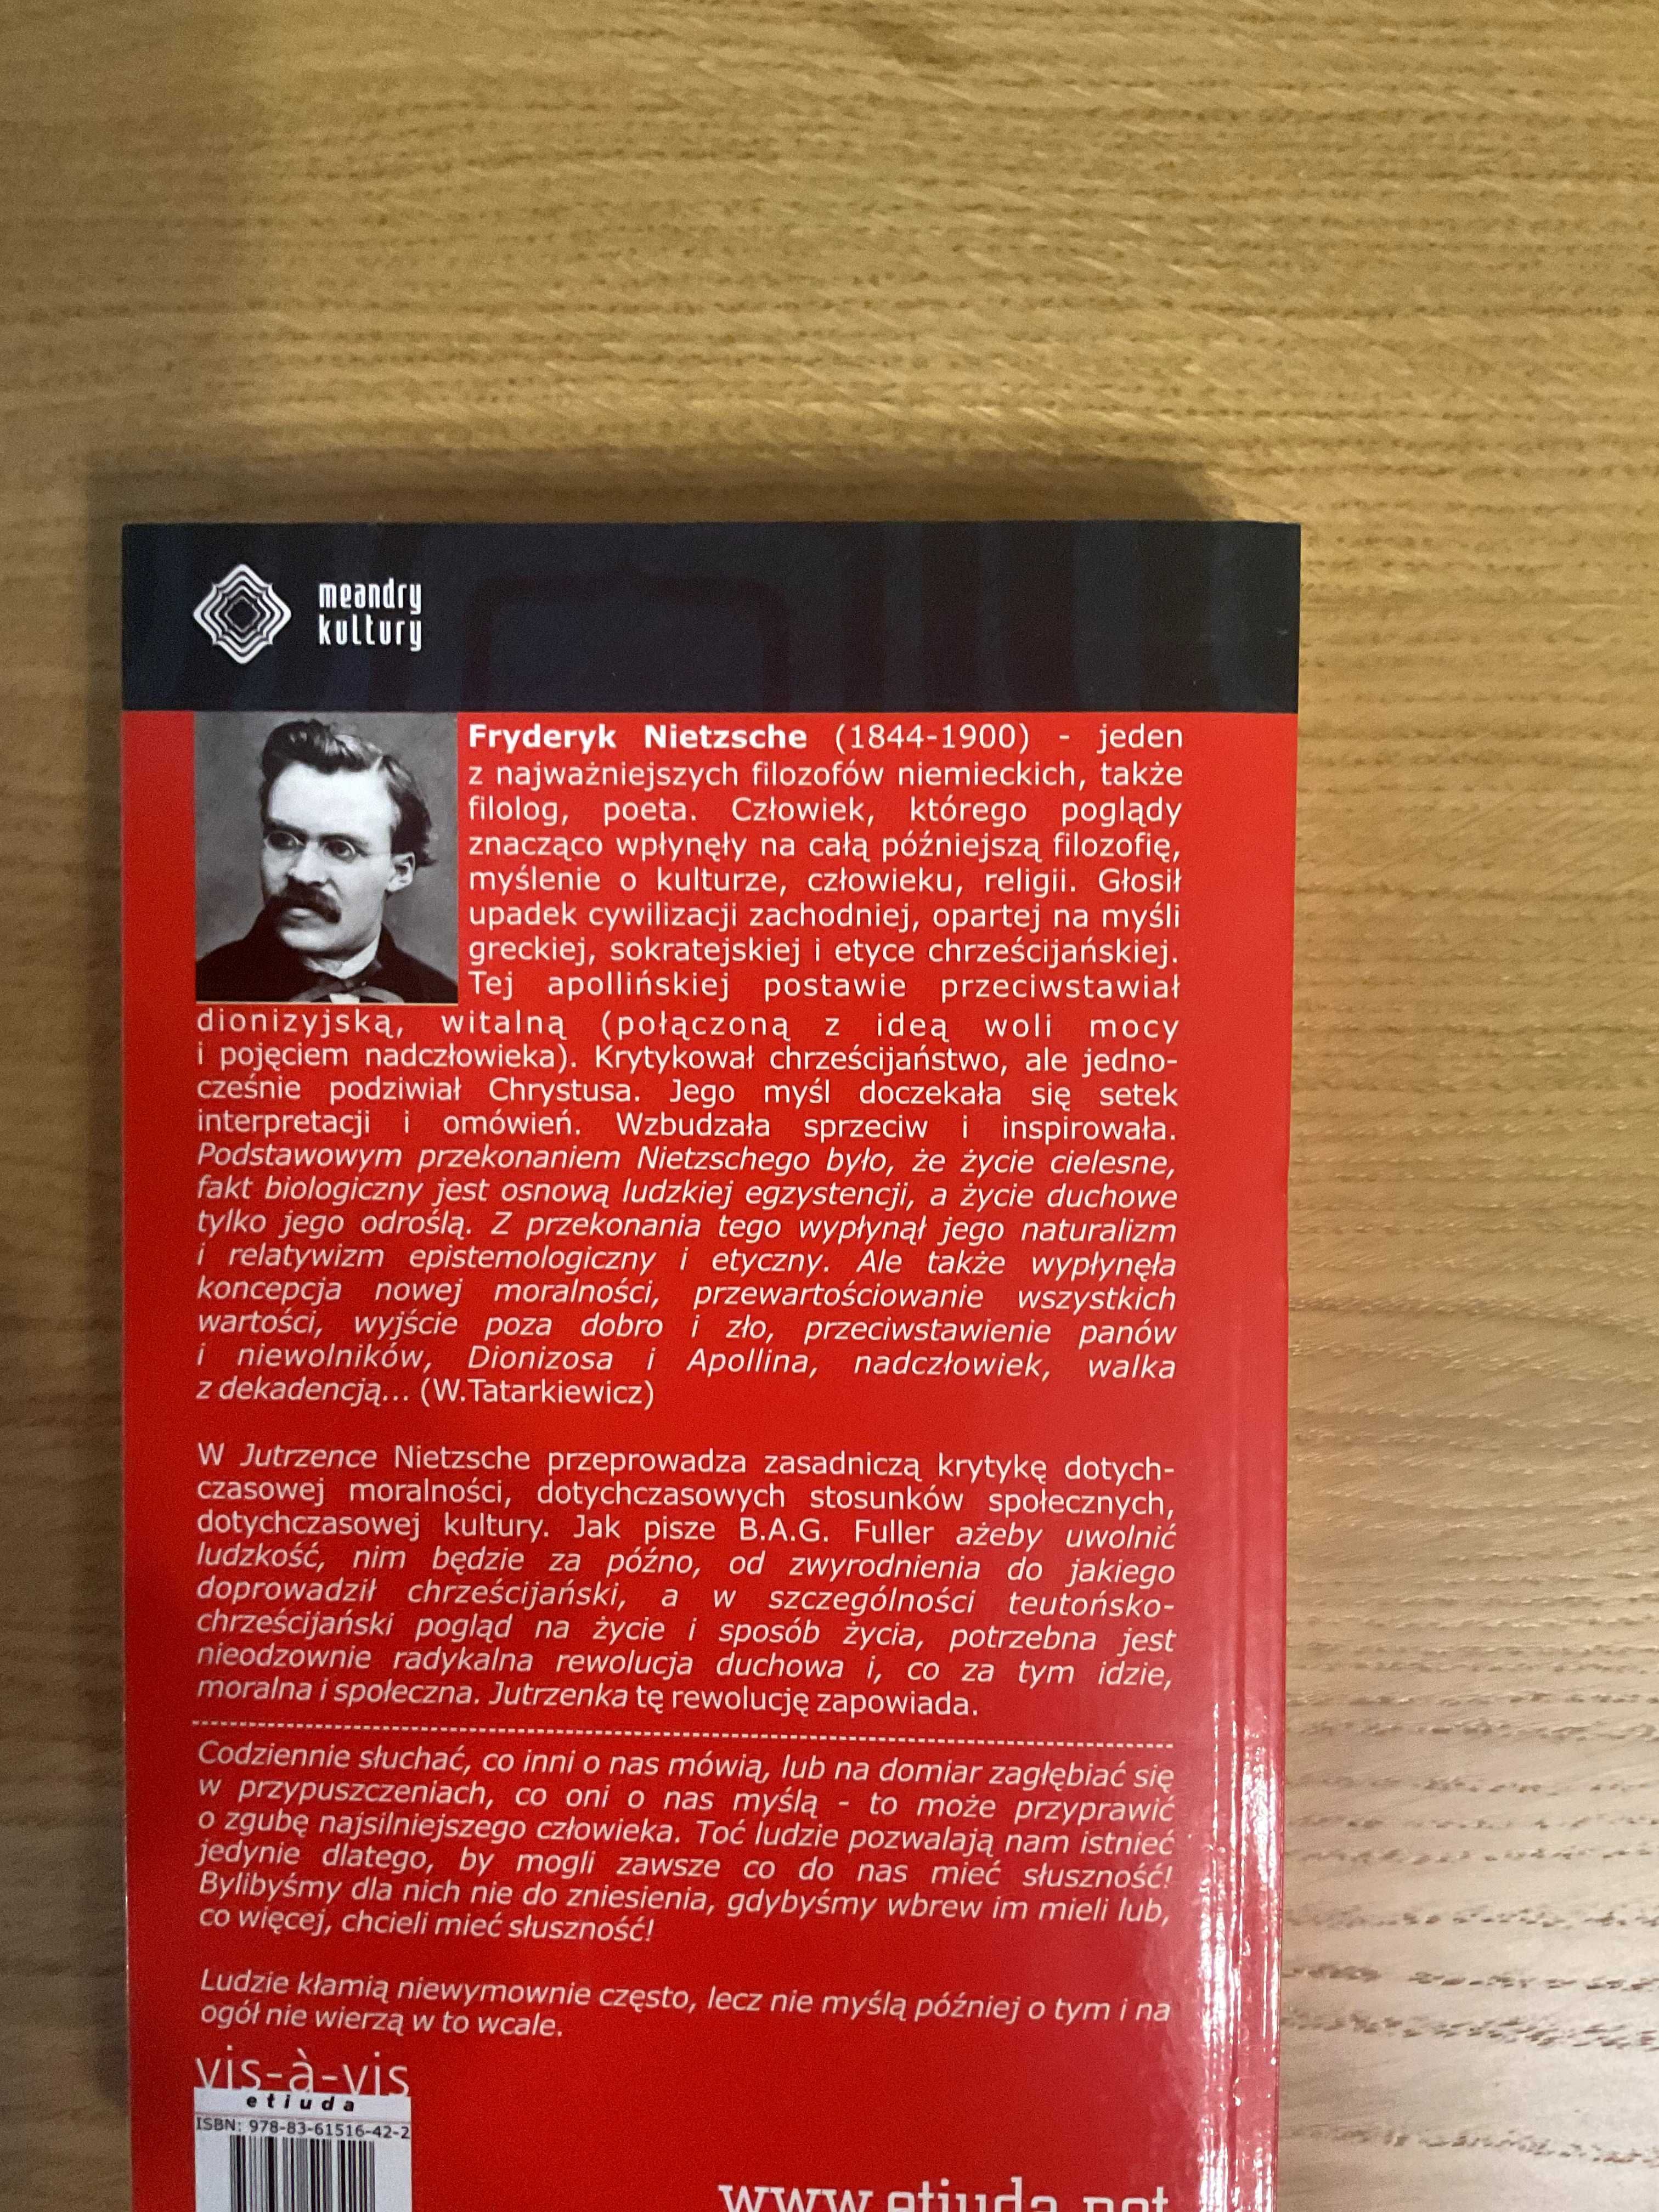 meandry
kultury
Fryderyk Nietzsche (1844-1900) - jeden
z najważniejszych filozofów niemieckich, także
filolog, poeta. Człowiek, którego poglądy
znacząco wpłynęły na całą późniejszą filozofię,
myślenie o kulturze, człowieku, religii. Głosił
upadek cywilizacji zachodniej, opartej na myśli
greckiej, sokratejskiej i etyce chrześcijańskiej.
Tej apollińskiej postawie przeciwstawiał
dionizyjską, witalną (połączoną z ideą woli mocy
i pojęciem nadczłowieka). Krytykował chrześcijaństwo, ale jedno-
cześnie podziwiał Chrystusa. Jego myśl doczekała się setek
interpretacji i omówień. Wzbudzała sprzeciw i inspirowała.
Podstawowym przekonaniem Nietzschego było, że życie cielesne,
fakt biologiczny jest osnową ludzkiej egzystencji, a życie duchowe
tylko jego odroślą. Z przekonania tego wypłynął jego naturalizm
i relatywizm epistemologiczny i etyczny. Ale także wypłynęła
koncepcja nowej moralności, przewartościowanie wszystkich
wartości, wyjście poza dobro i zło, przeciwstawienie panów
i niewolników, Dionizosa i Apollina, nadczłowiek, walka
z dekadencją... (W.Tatarkiewicz)
W Jutrzence Nietzsche przeprowadza zasadniczą krytykę dotych-
czasowej moralności, dotychczasowych stosunków społecznych,
dotychczasowej kultury. Jak pisze B.A.G. Fuller ażeby uwolnić
ludzkość, nim będzie za późno, od zwyrodnienia do jakiego
doprowadził chrześcijański, a w szczególności teutońsko-
chrześcijański pogląd na życie i sposób życia, potrzebna jest
nieodzownie radykalna rewolucja duchowa i, co za tym idzie,
moralna i społeczna. Jutrzenka tę rewolucję zapowiada.
Codziennie słuchać, co inni o nas mówią, lub na domiar zagłębiać się
w przypuszczeniach, co oni o nas myślą - to może przyprawić
o zgubę najsilniejszego człowieka. Toć ludzie pozwalają nam istnieć
jedynie dlatego, by mogli zawsze co do nas mieć słuszność!
Bylibyśmy dla nich nie do zniesienia, gdybyśmy wbrew im mieli lub,
co więcej, chcieli mieć słuszność!
Ludzie kłamią niewymownie często, lecz nie myślą później o tym i na
ogół nie wierzą w to wcale.
vis-à-vis
etiuda
ISBN: 978-83-61516-42-2
www.etiuda.net